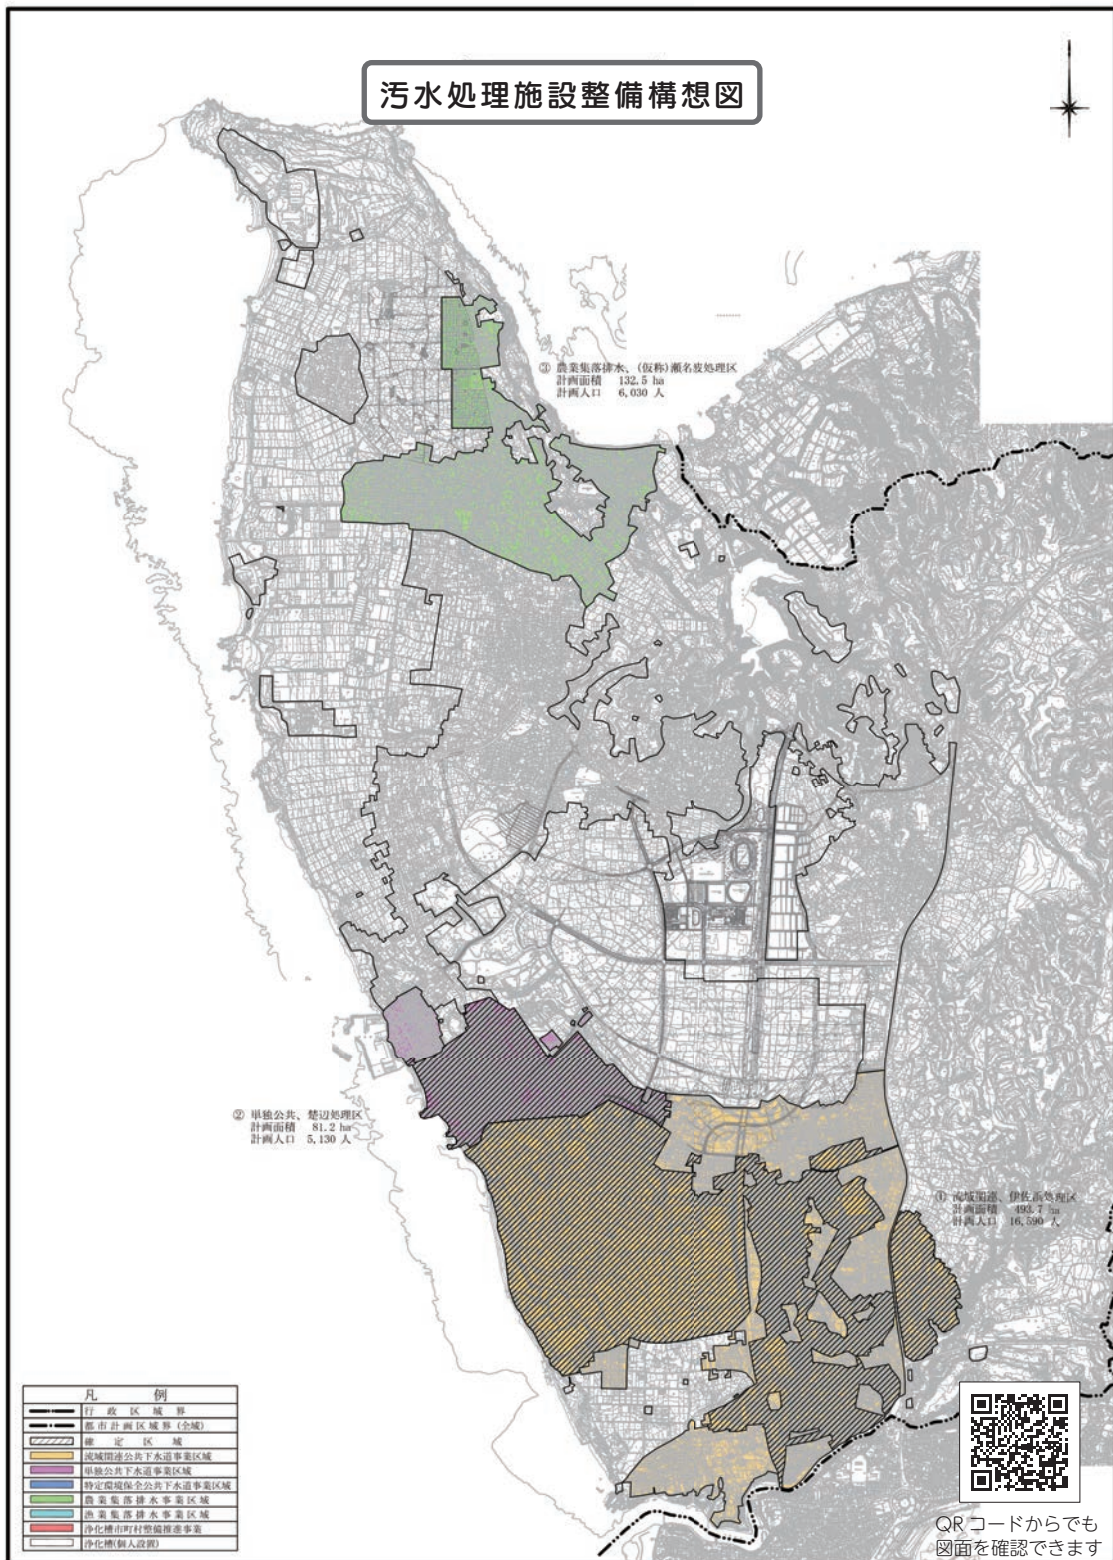 汚水処理施設整備構想図
③ 農業集落排水、(仮称)瀬名波処理区
計画面積 132.5 ha
計画人口 6,030 人
② 単独公共、楚辺処理区
計画面積 81.2 ha
計画人口 5,130 人
① 流域関連、伊佐浜処理区
計画面積 493.7 ha
計画人口 16,590 人
凡 例
行政区域界
都市計画区域界(全域)
確定区域
流域関連公共下水道事業区域
単独公共下水道事業区域
特定環境保全公共下水道事業区域
農業集落排水事業区域
漁業集落排水事業区域
浄化槽市町村整備推進事業
浄化槽(個人設置)
QRコードからでも
図面を確認できます